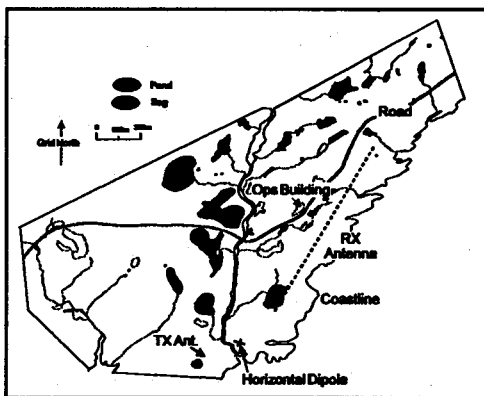 Pond
Bog
Grid North
Road
Ops Building
RX
Antenna
Coastline
TX Ant.
Horizontal Dipole